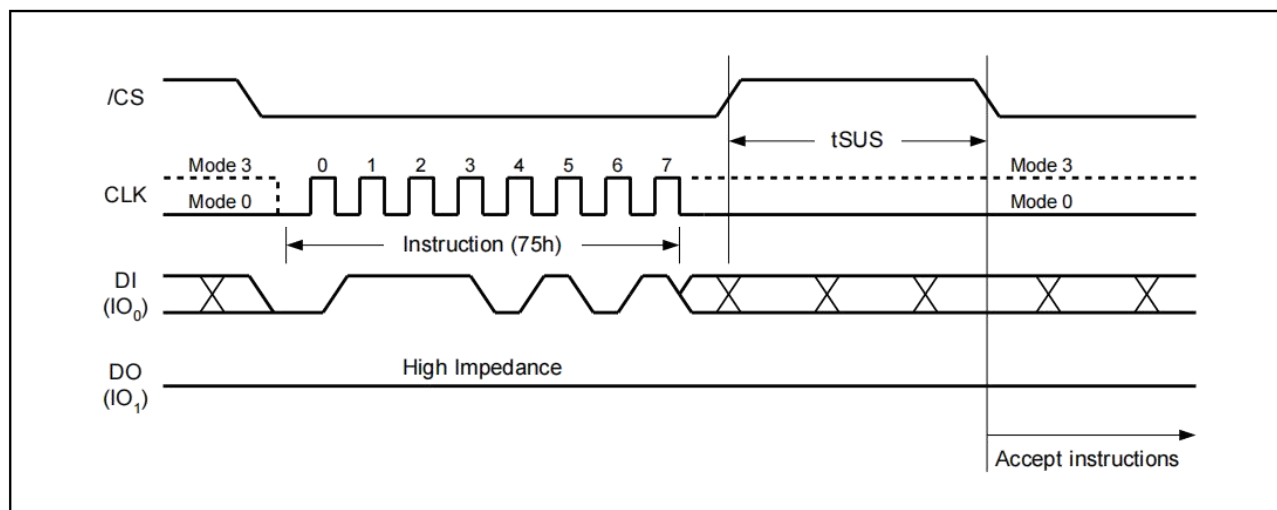 /CS
tSUS
Mode 3 0 1 2 3 4 5 6 7 Mode 3
CLK
Mode 0 Mode 0
Instruction (75h)
DI
(IO0)
High Impedance
DO
(IO1)
Accept instructions